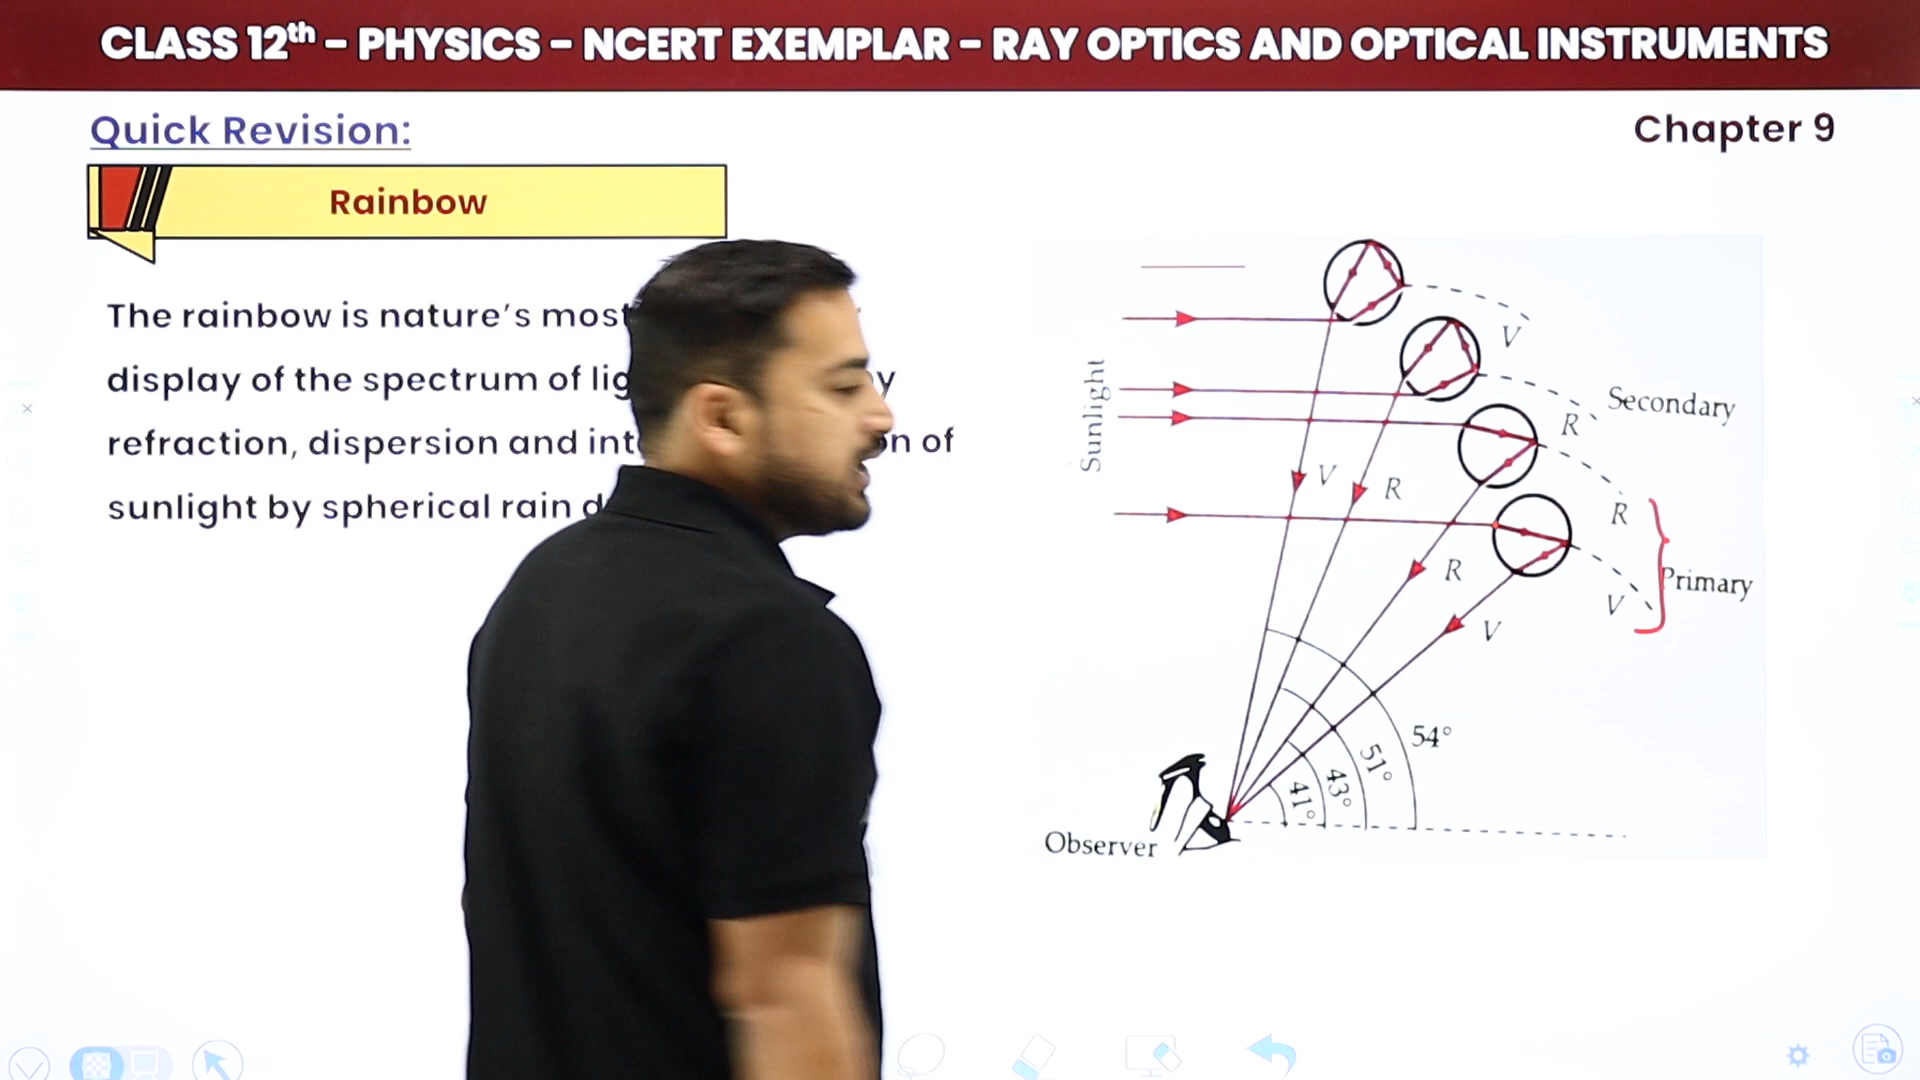 CLASS 12th – PHYSICS – NCERT EXEMPLAR – RAY OPTICS AND OPTICAL INSTRUMENTS
Quick Revision:
Chapter 9
Rainbow
The rainbow is nature's most
display of the spectrum of
refraction, dispersion and of
sunlight by spherical rain
Sunlight
V
Secondary
R
V
R
R
Primary
R
V
V
54°
51°
43°
41°
Observer